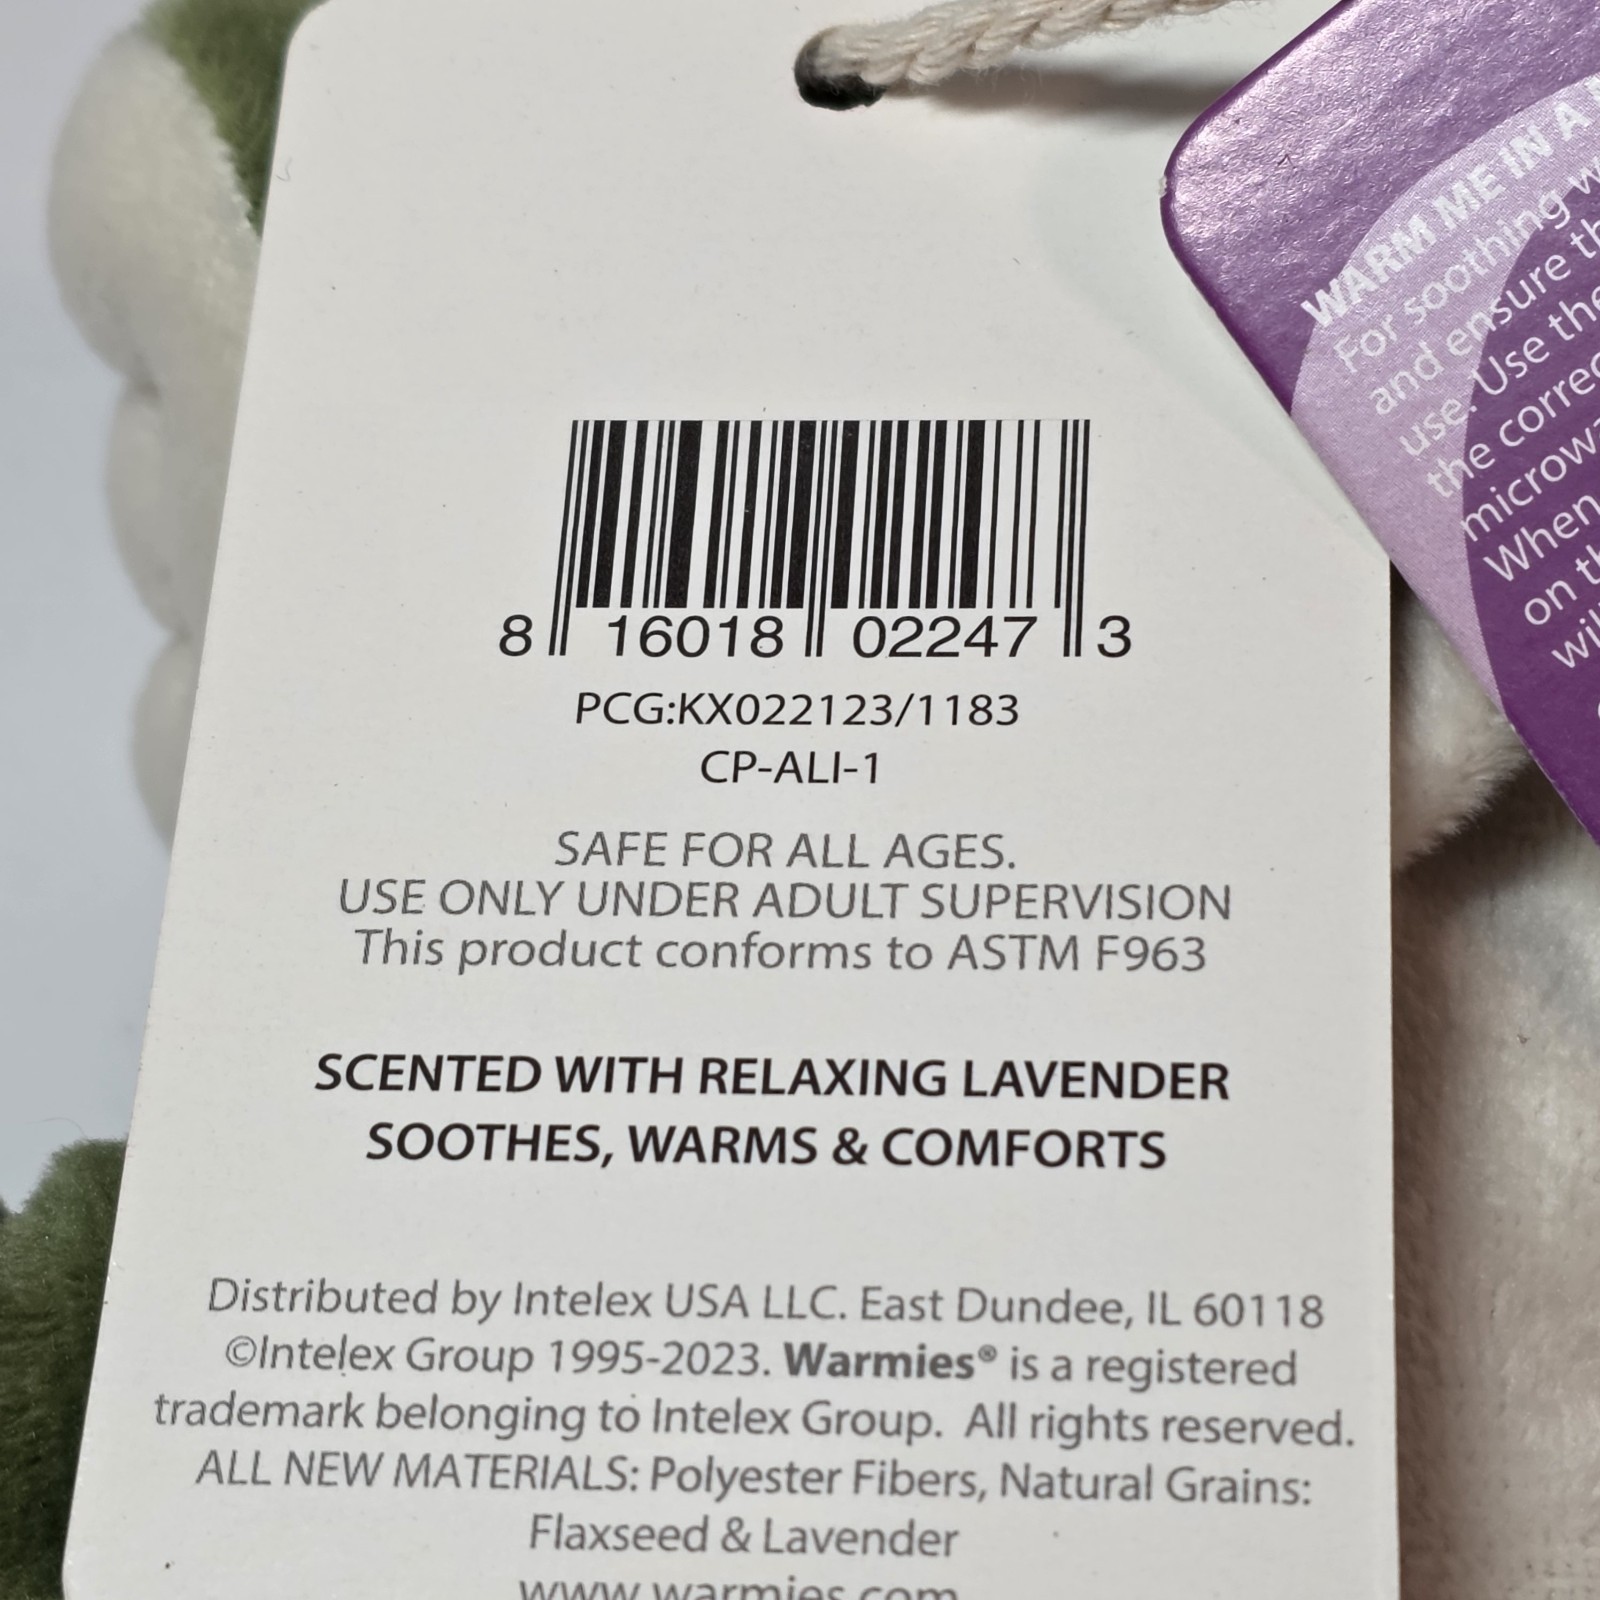 8 16018 02247 3
PCG:KX022123/1183
CP-ALI-1
SAFE FOR ALL AGES.
USE ONLY UNDER ADULT SUPERVISION
This product conforms to ASTM F963
SCENTED WITH RELAXING LAVENDER
SOOTHES, WARMS & COMFORTS
Distributed by Intelex USA LLC. East Dundee, IL 60118
©Intelex Group 1995-2023. Warmies® is a registered
trademark belonging to Intelex Group. All rights reserved.
ALL NEW MATERIALS: Polyester Fibers, Natural Grains:
Flaxseed & Lavender
www.warmies.com
WARM ME IN A
For soothing
and ensure
use. Use the
the
When
on